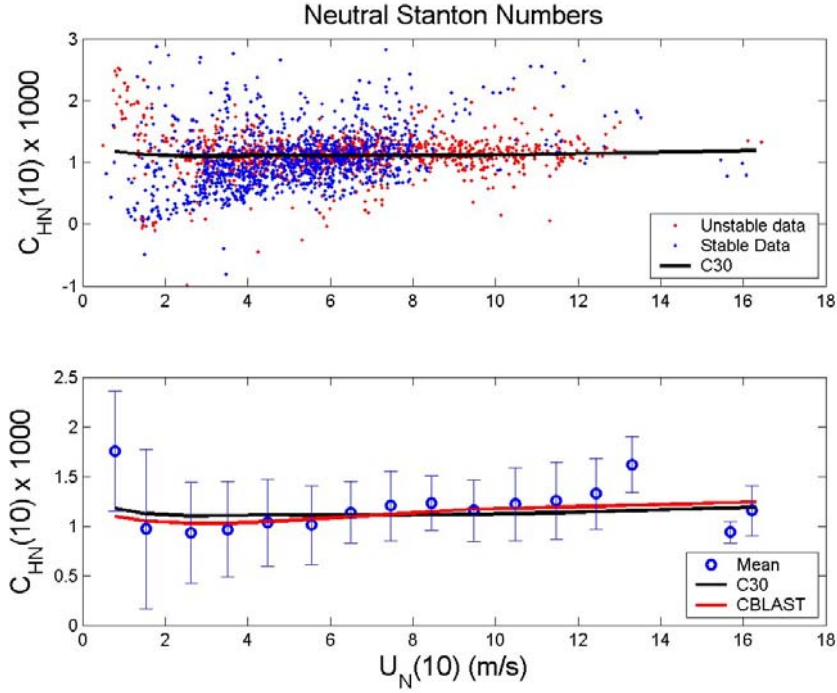 Neutral Stanton Numbers
C_HN(10) x 1000
3
2
1
0
-1
Unstable data
Stable Data
C30
0 2 4 6 8 10 12 14 16 18
C_HN(10) x 1000
2.5
2
1.5
1
0.5
0
Mean
C30
CBLAST
0 2 4 6 8 10 12 14 16 18
U_N(10) (m/s)